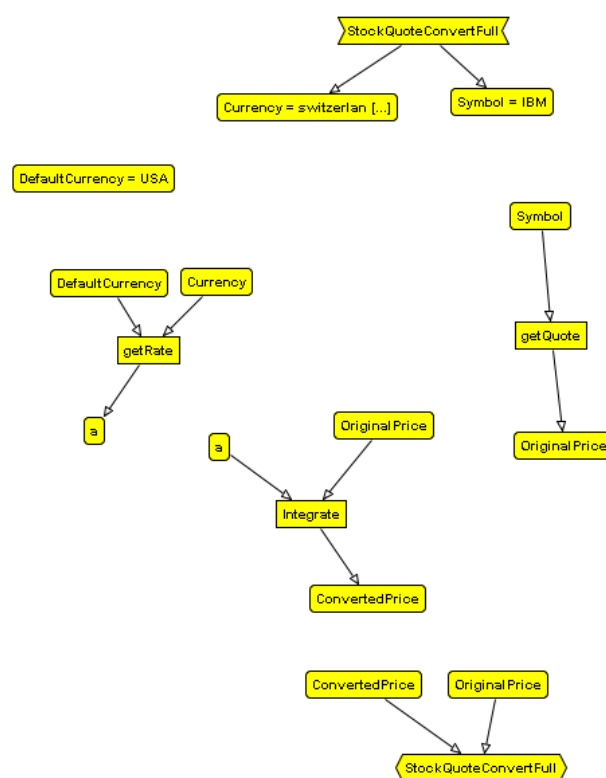 StockQuoteConvertFull
Currency = switzerlan [...]
Symbol = IBM
DefaultCurrency = USA
Symbol
DefaultCurrency
Currency
getRate
getQuote
a
a
OriginalPrice
OriginalPrice
Integrate
ConvertedPrice
ConvertedPrice
OriginalPrice
StockQuoteConvertFull